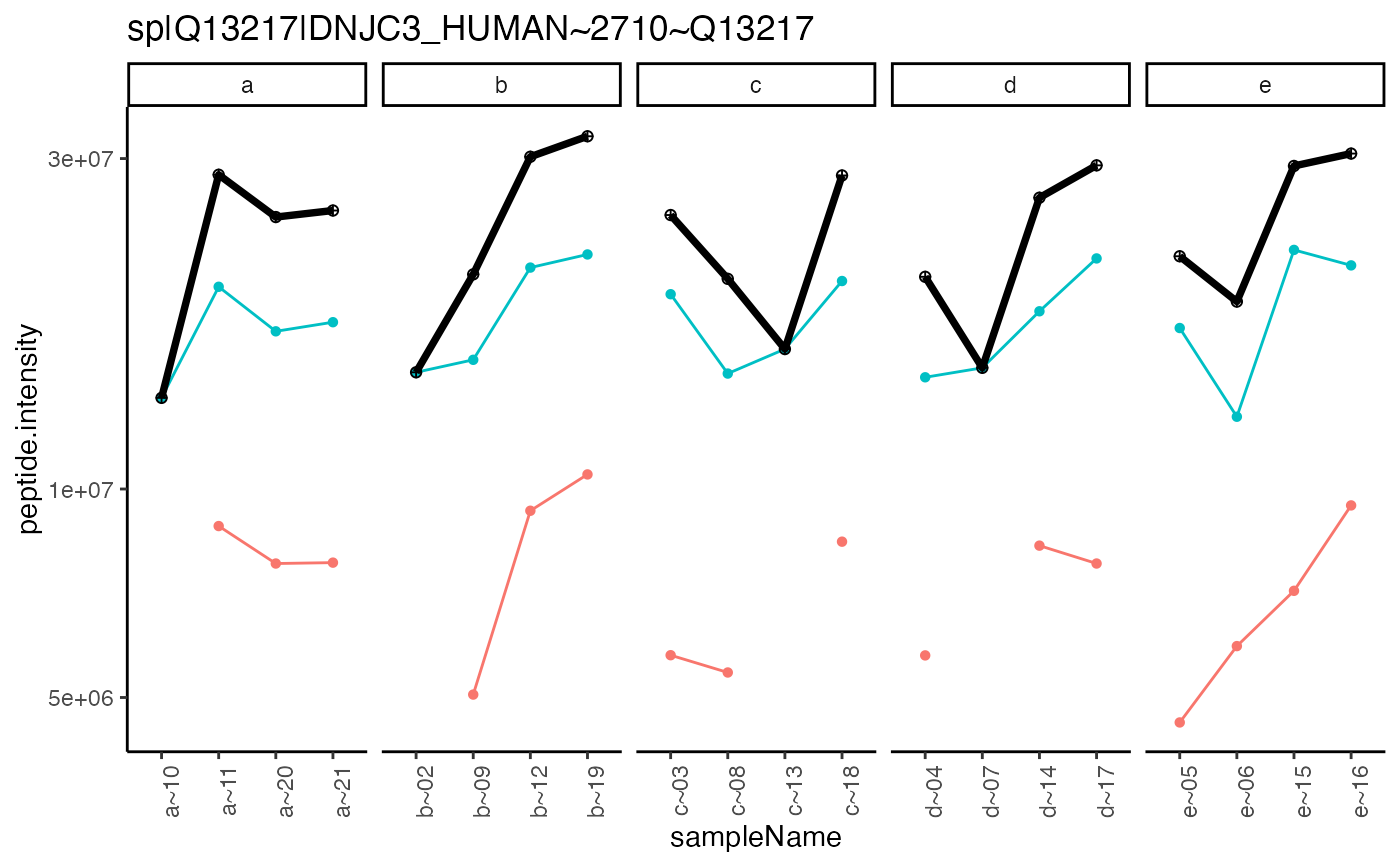 sp|Q13217|DNJC3_HUMAN~2710~Q13217
a b c d e
peptide.intensity
3e+07
1e+07
5e+06
a~10 a~11 a~20 a~21 b~02 b~09 b~12 b~19 c~03 c~08 c~13 c~18 d~04 d~07 d~14 d~17 e~05 e~06 e~15 e~16
sampleName